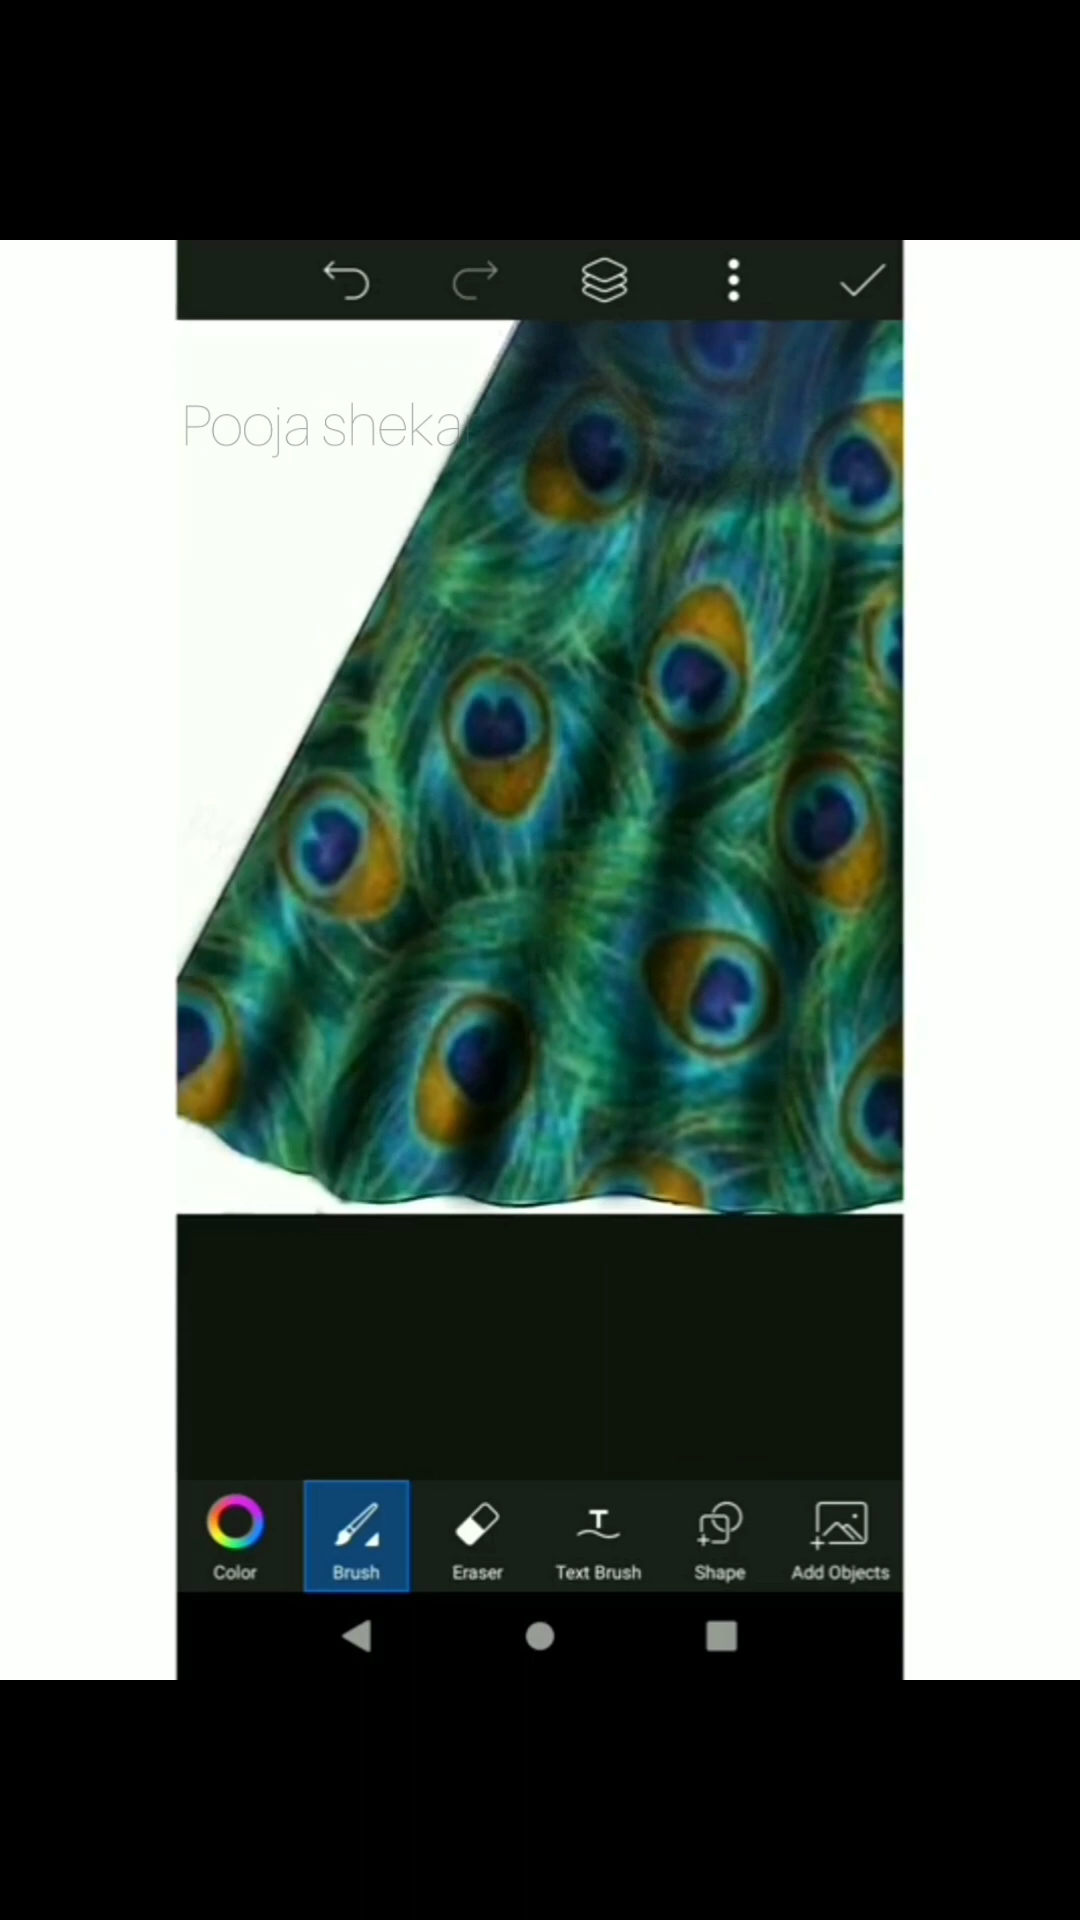 Pooja sheka
Color
Brush
Eraser
T
Text Brush
Shape
Add Objects